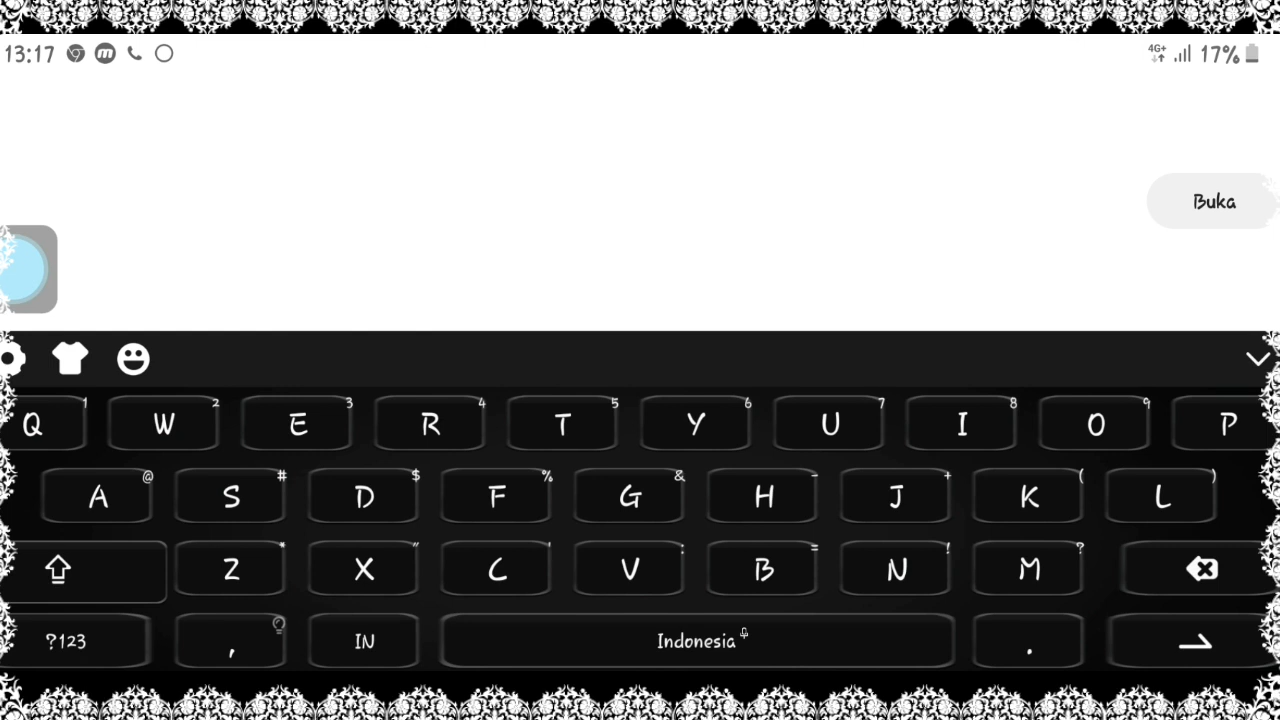 13:17 4G+ 17%
Buka
1 2 3 4 5 6 7 8 9
Q W E R T Y U I O P
@ # $ % & - + ( )
A S D F G H J K L
* " ' : = ! ?
Z X C V B N M
?123 , IN Indonesia .